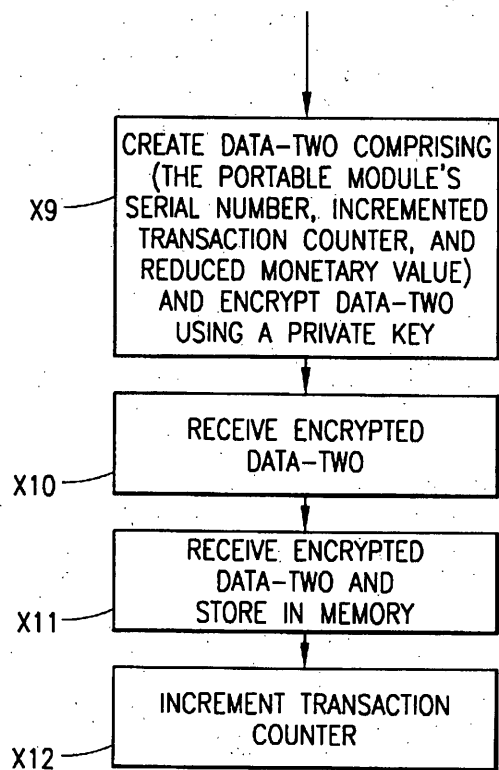 CREATE DATA-TWO COMPRISING
(THE PORTABLE MODULE'S
SERIAL NUMBER, INCREMENTED
TRANSACTION COUNTER, AND
REDUCED MONETARY VALUE)
AND ENCRYPT DATA-TWO
USING A PRIVATE KEY
X9
RECEIVE ENCRYPTED
DATA-TWO
X10
RECEIVE ENCRYPTED
DATA-TWO AND
STORE IN MEMORY
X11
INCREMENT TRANSACTION
COUNTER
X12